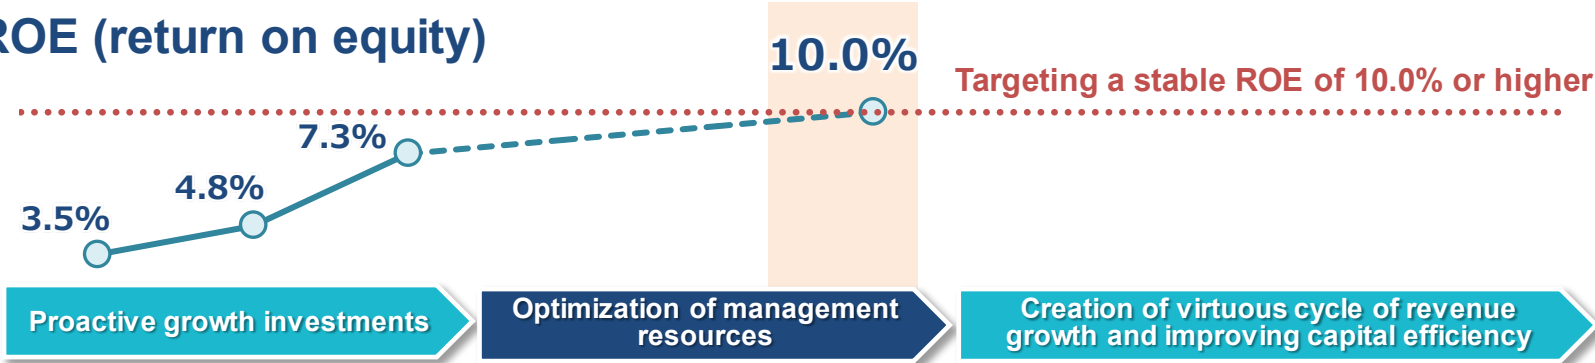 ROE (return on equity)
10.0%
Targeting a stable ROE of 10.0% or higher
7.3%
4.8%
3.5%
Proactive growth investments
Optimization of management
resources
Creation of virtuous cycle of revenue
growth and improving capital efficiency